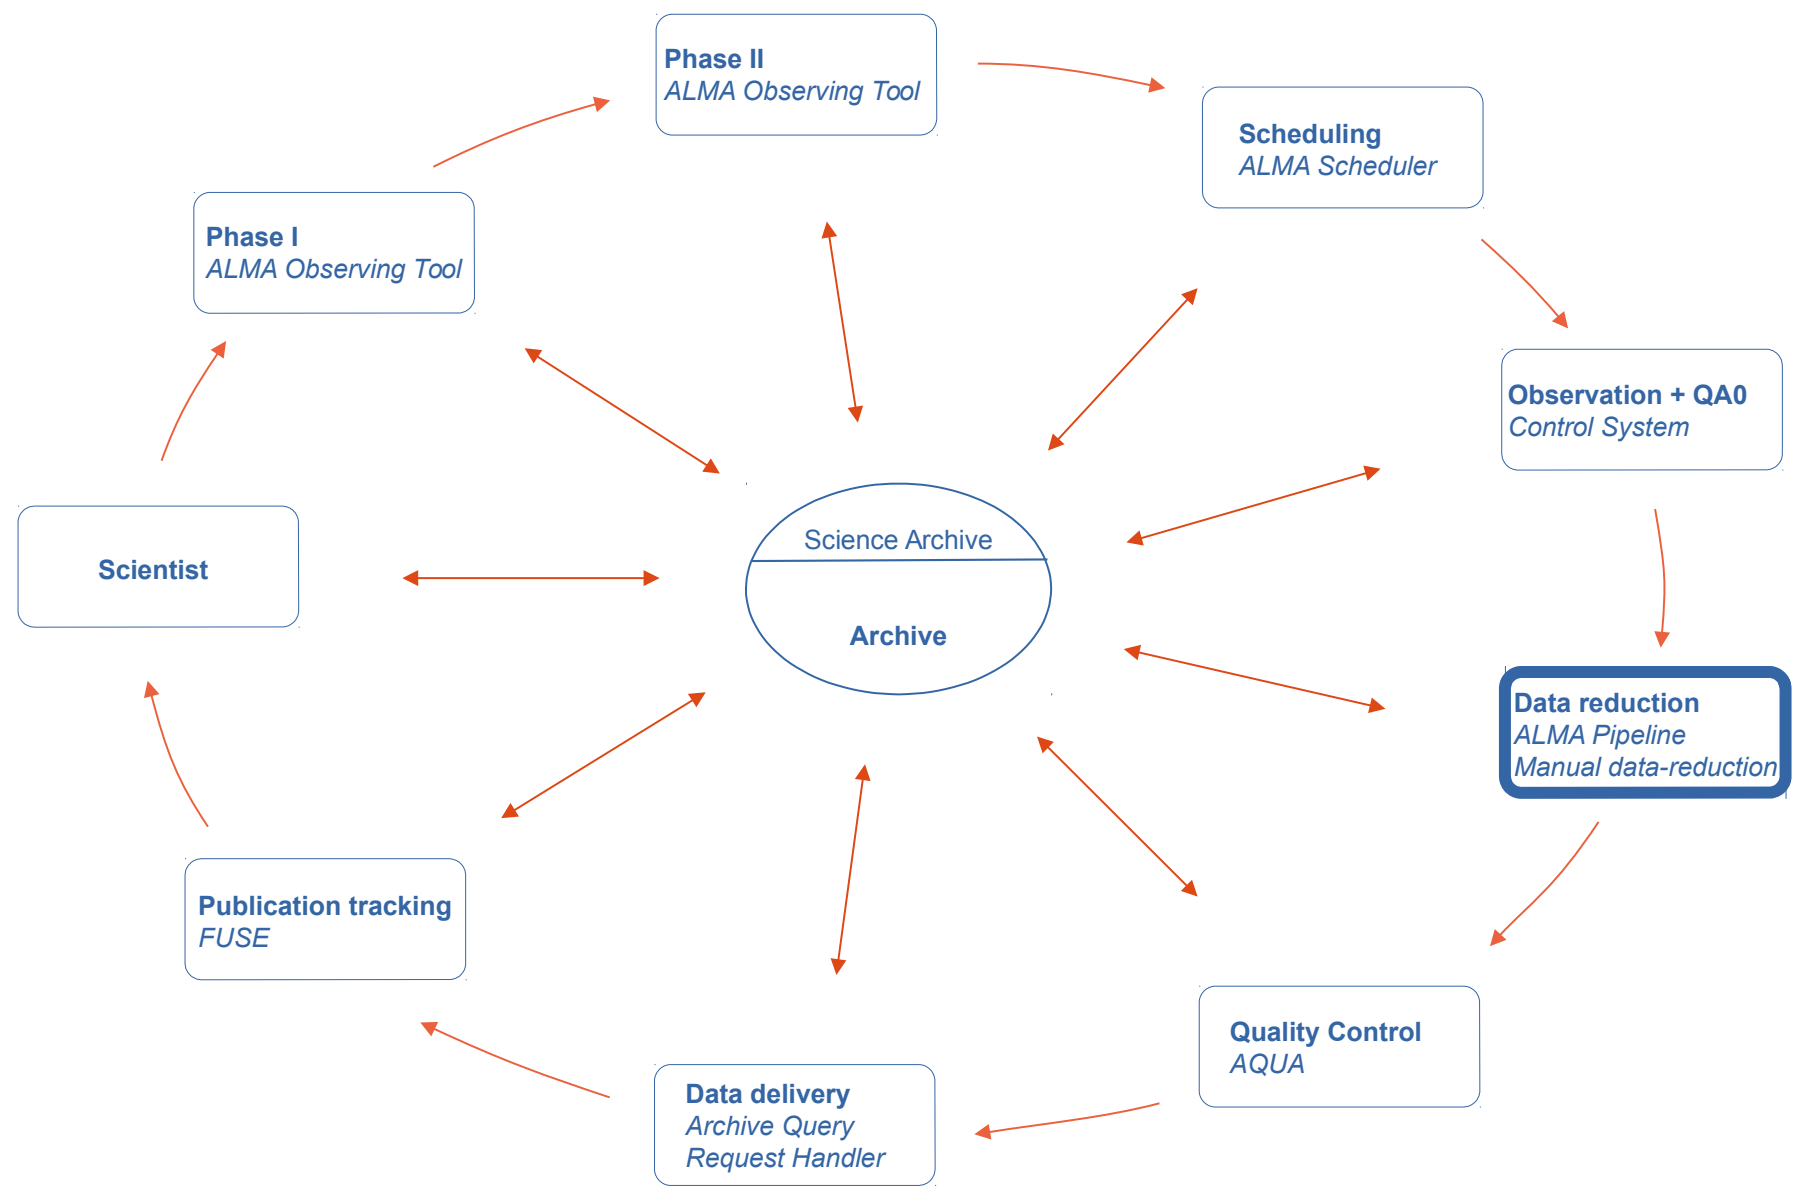 Phase II
ALMA Observing Tool
Scheduling
ALMA Scheduler
Phase I
ALMA Observing Tool
Observation + QA0
Control System
Science Archive
Archive
Scientist
Data reduction
ALMA Pipeline
Manual data-reduction
Publication tracking
FUSE
Quality Control
AQUA
Data delivery
Archive Query
Request Handler